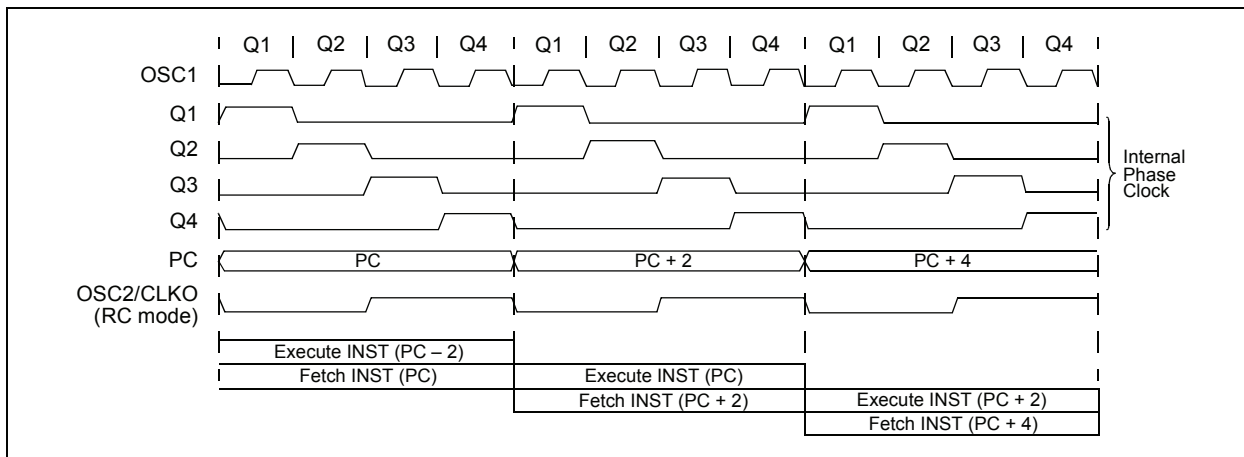 Q1 Q2 Q3 Q4 Q1 Q2 Q3 Q4 Q1 Q2 Q3 Q4
OSC1
Q1
Q2
Q3
Q4
Internal
Phase
Clock
PC PC PC + 2 PC + 4
OSC2/CLKO
(RC mode)
Execute INST (PC – 2)
Fetch INST (PC) Execute INST (PC)
Fetch INST (PC + 2) Execute INST (PC + 2)
Fetch INST (PC + 4)